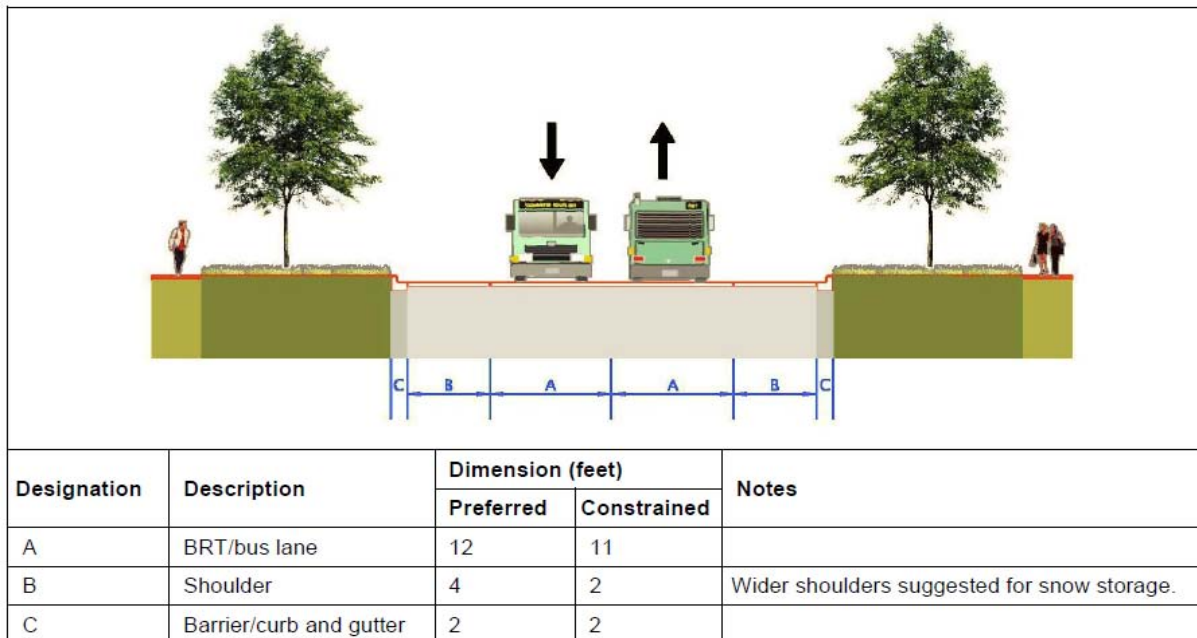 C B A A B C
Designation Description Dimension (feet) Notes
Preferred Constrained
A BRT/bus lane 12 11
B Shoulder 4 2 Wider shoulders suggested for snow storage.
C Barrier/curb and gutter 2 2